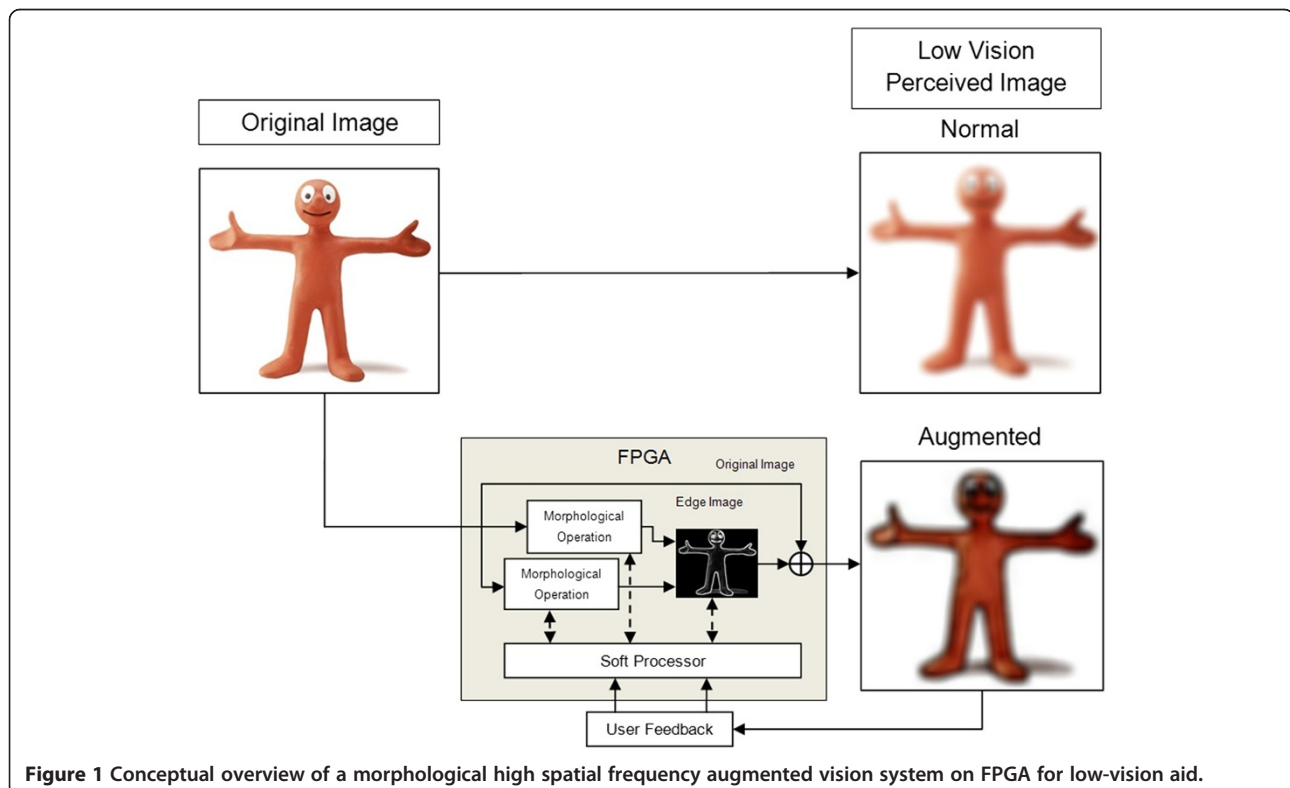 Low Vision
Perceived Image
Original Image
Normal
Augmented
FPGA
Original Image
Edge Image
Morphological
Operation
Morphological
Operation
Soft Processor
User Feedback
Figure 1 Conceptual overview of a morphological high spatial frequency augmented vision system on FPGA for low-vision aid.